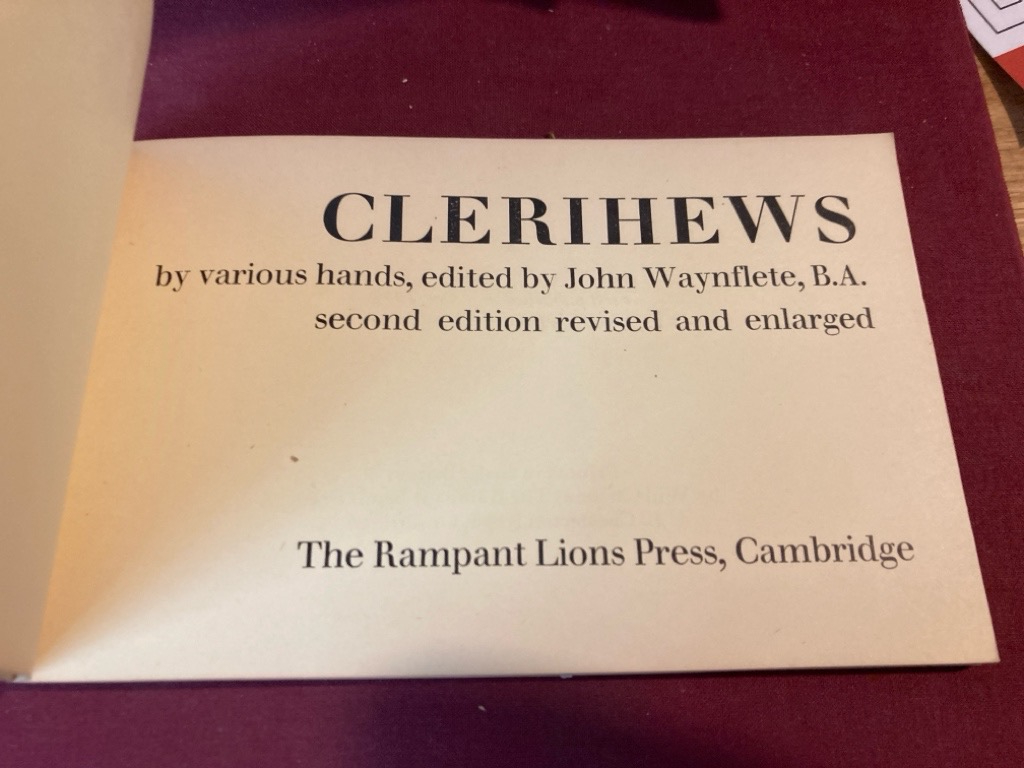 CLERIHEWS
by various hands, edited by John Waynflete, B.A.
second edition revised and enlarged
The Rampant Lions Press, Cambridge